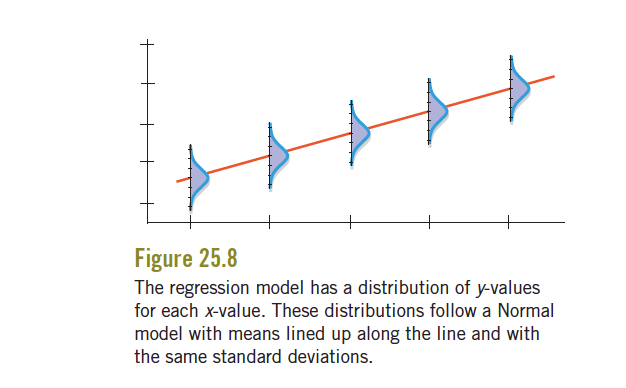 Figure 25.8
The regression model has a distribution of y-values
for each x-value. These distributions follow a Normal
model with means lined up along the line and with
the same standard deviations.